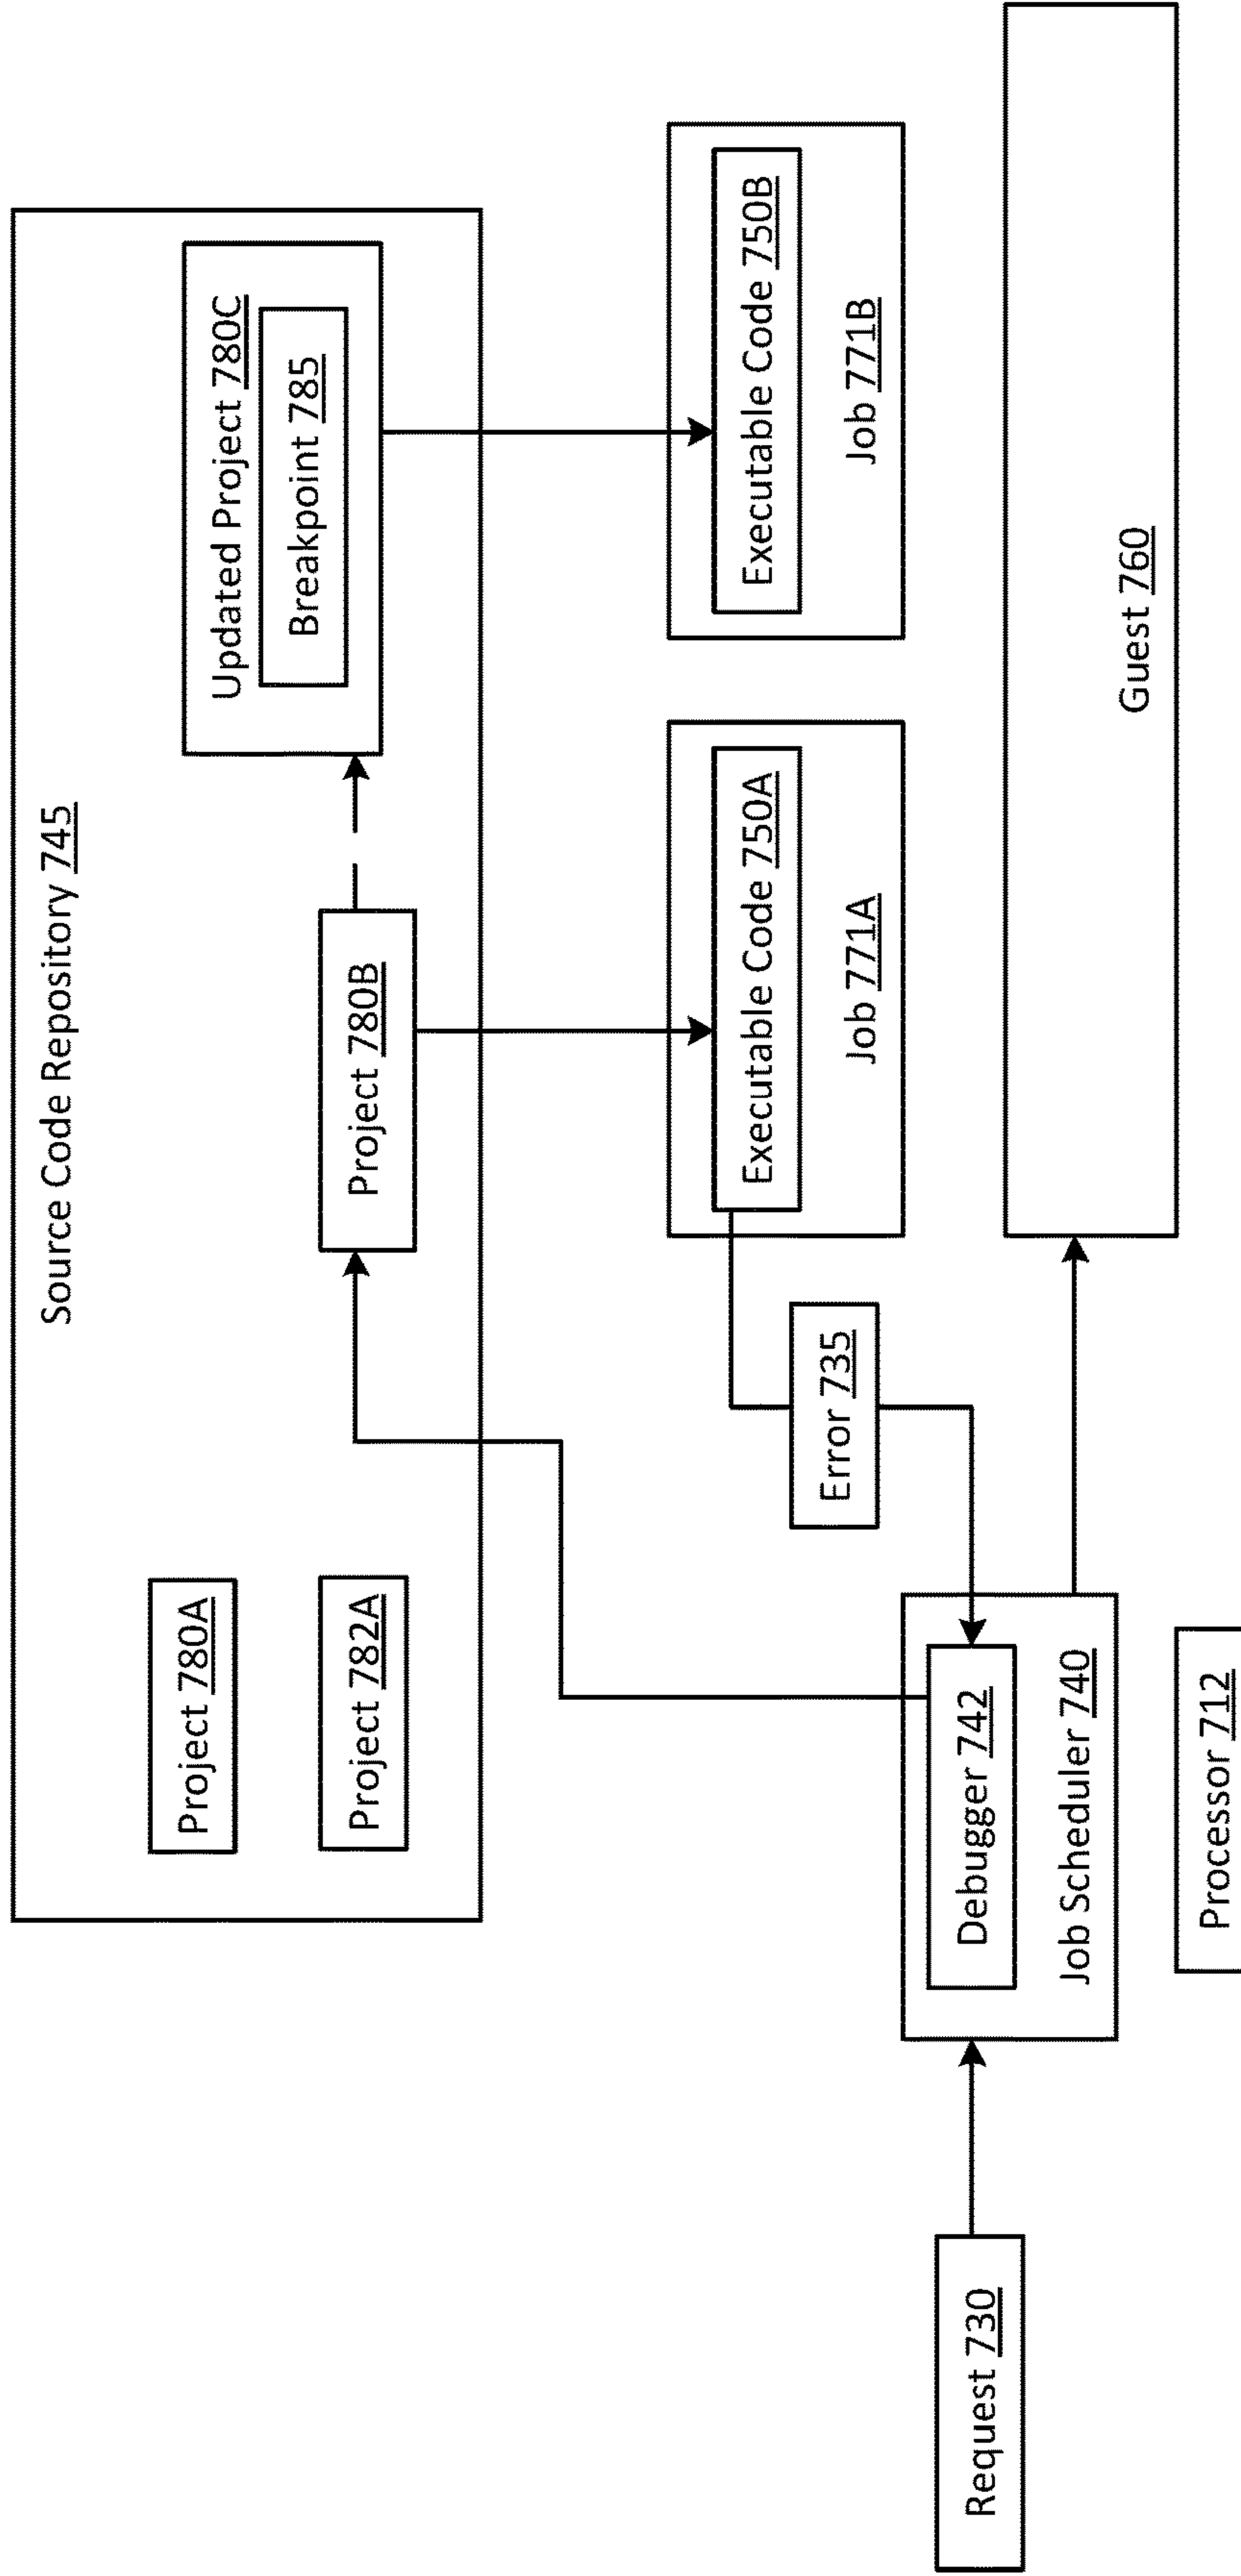 Source Code Repository 745
Project 780A
Project 782A
Project 780B
Updated Project 780C
Breakpoint 785
Executable Code 750A
Job 771A
Executable Code 750B
Job 771B
Error 735
Request 730
Debugger 742
Job Scheduler 740
Guest 760
Processor 712